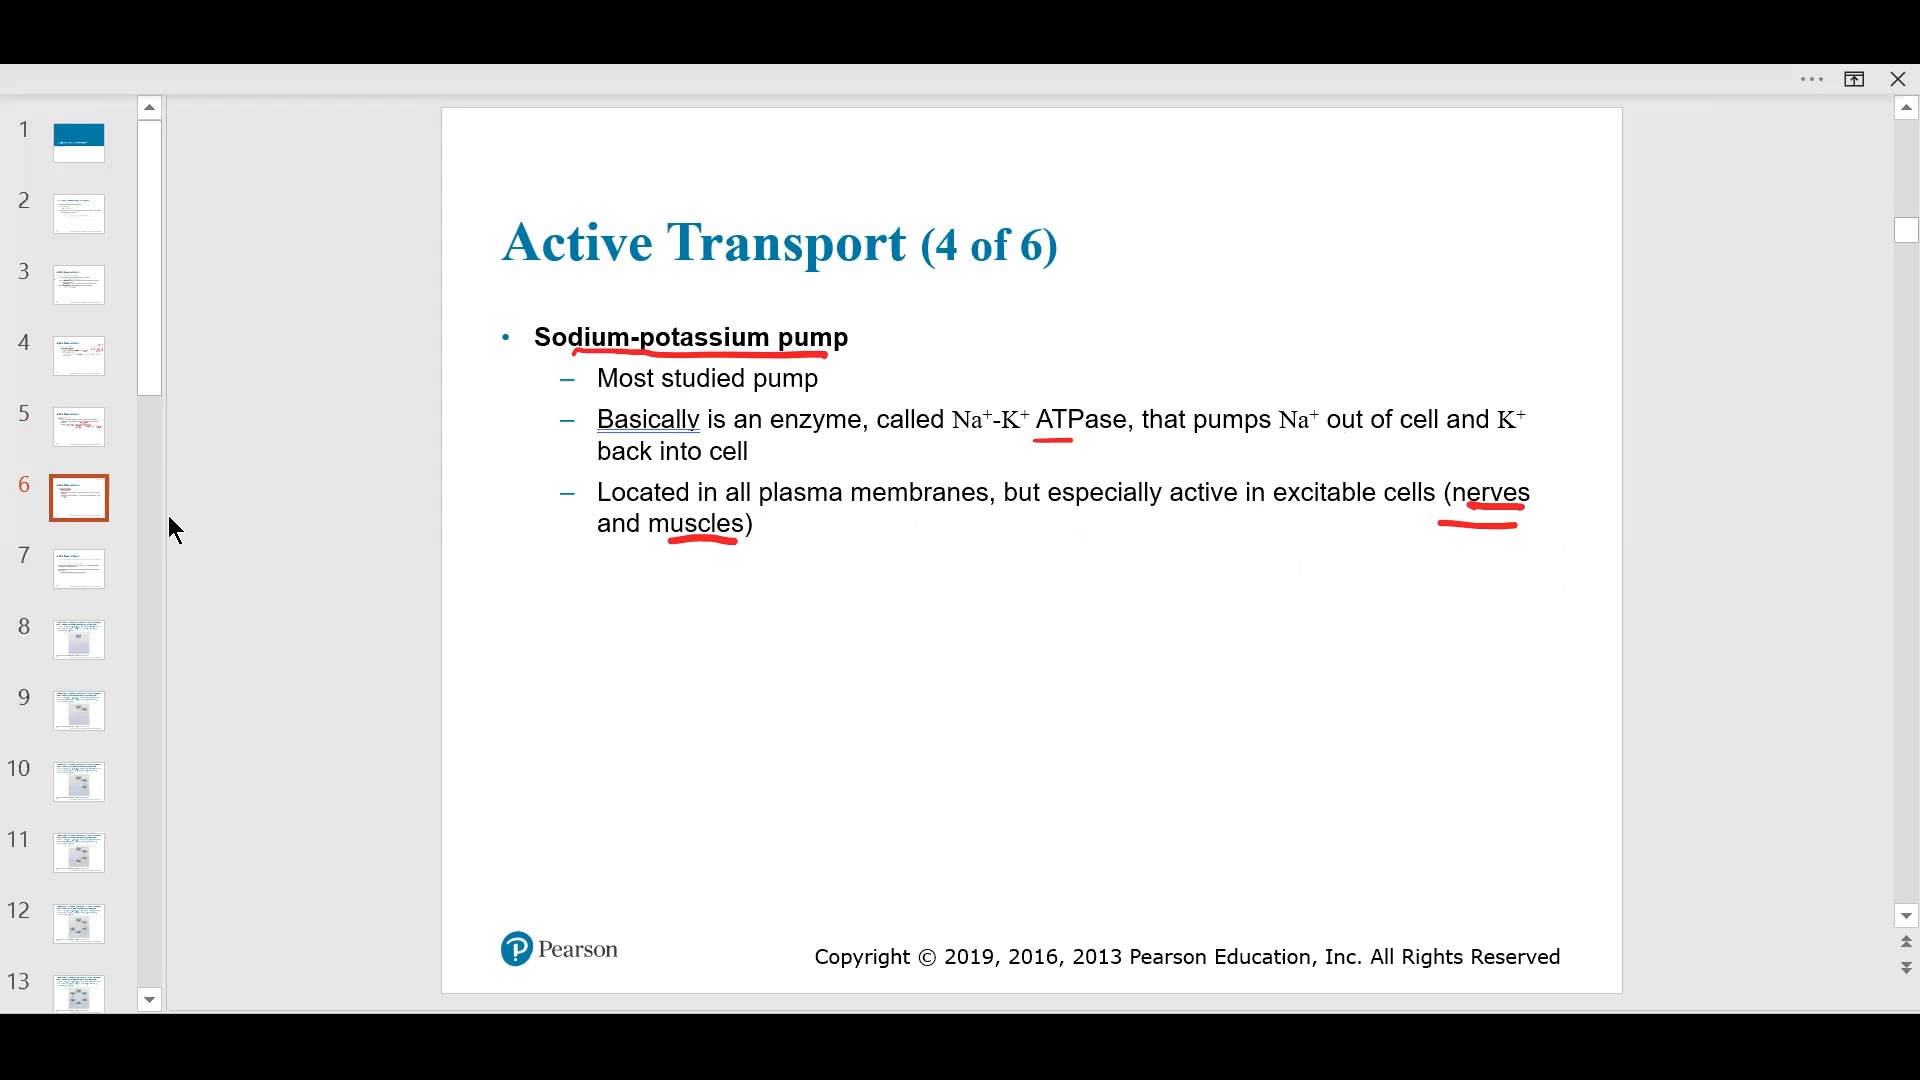 1
2
3
4
5
6
7
8
9
10
11
12
13
Active Transport (4 of 6)
• Sodium-potassium pump
– Most studied pump
– Basically is an enzyme, called Na⁺-K⁺ ATPase, that pumps Na⁺ out of cell and K⁺
back into cell
– Located in all plasma membranes, but especially active in excitable cells (nerves
and muscles)
Pearson
Copyright © 2019, 2016, 2013 Pearson Education, Inc. All Rights Reserved